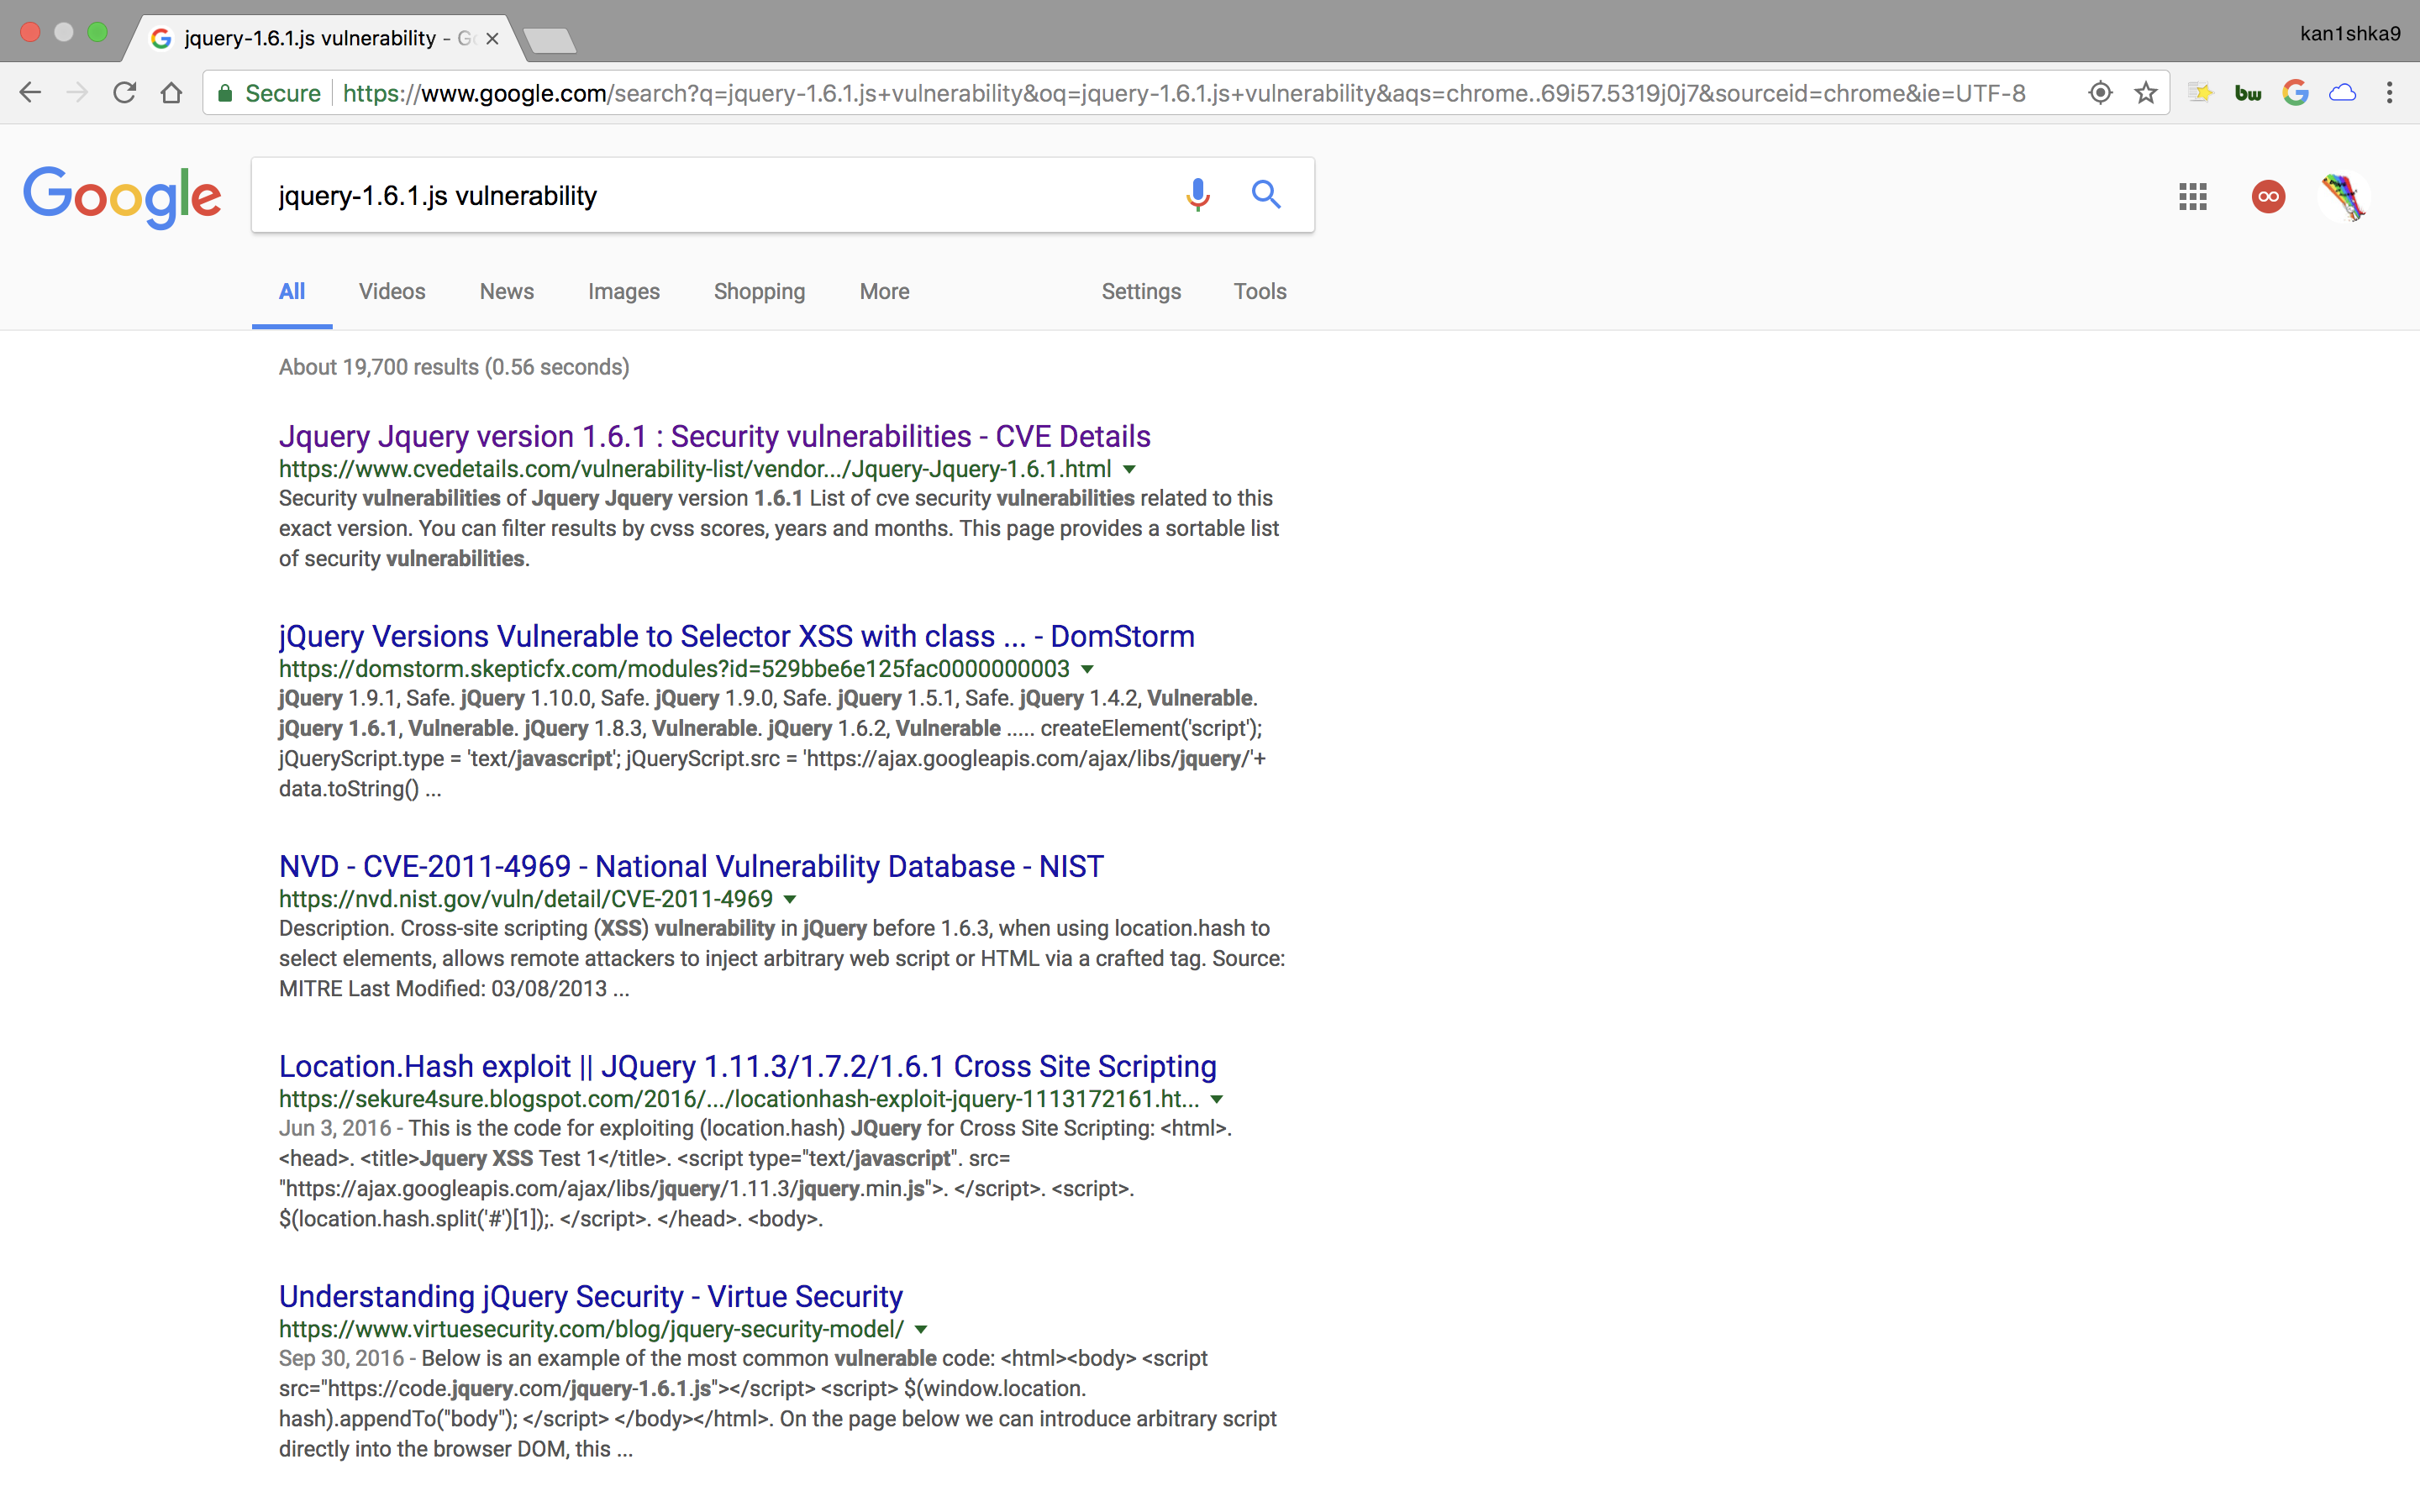 jquery-1.6.1.js vulnerability - Go
kan1shka9
Secure https://www.google.com/search?q=jquery-1.6.1.js+vulnerability&oq=jquery-1.6.1.js+vulnerability&aqs=chrome..69i57.5319j0j7&sourceid=chrome&ie=UTF-8
bw
Google
jquery-1.6.1.js vulnerability
All Videos News Images Shopping More Settings Tools
About 19,700 results (0.56 seconds)
Jquery Jquery version 1.6.1 : Security vulnerabilities - CVE Details
https://www.cvedetails.com/vulnerability-list/vendor.../Jquery-Jquery-1.6.1.html
Security vulnerabilities of Jquery Jquery version 1.6.1 List of cve security vulnerabilities related to this
exact version. You can filter results by cvss scores, years and months. This page provides a sortable list
of security vulnerabilities.
jQuery Versions Vulnerable to Selector XSS with class ... - DomStorm
https://domstorm.skepticfx.com/modules?id=529bbe6e125fac0000000003
jQuery 1.9.1, Safe. jQuery 1.10.0, Safe. jQuery 1.9.0, Safe. jQuery 1.5.1, Safe. jQuery 1.4.2, Vulnerable.
jQuery 1.6.1, Vulnerable. jQuery 1.8.3, Vulnerable. jQuery 1.6.2, Vulnerable ..... createElement('script');
jQueryScript.type = 'text/javascript'; jQueryScript.src = 'https://ajax.googleapis.com/ajax/libs/jquery/'+
data.toString() ...
NVD - CVE-2011-4969 - National Vulnerability Database - NIST
https://nvd.nist.gov/vuln/detail/CVE-2011-4969
Description. Cross-site scripting (XSS) vulnerability in jQuery before 1.6.3, when using location.hash to
select elements, allows remote attackers to inject arbitrary web script or HTML via a crafted tag. Source:
MITRE Last Modified: 03/08/2013 ...
Location.Hash exploit || JQuery 1.11.3/1.7.2/1.6.1 Cross Site Scripting
https://sekure4sure.blogspot.com/2016/.../locationhash-exploit-jquery-1113172161.ht...
Jun 3, 2016 - This is the code for exploiting (location.hash) JQuery for Cross Site Scripting: <html>.
<head>. <title>Jquery XSS Test 1</title>. <script type="text/javascript". src=
"https://ajax.googleapis.com/ajax/libs/jquery/1.11.3/jquery.min.js">. </script>. <script>.
$(location.hash.split('#')[1]);. </script>. </head>. <body>.
Understanding jQuery Security - Virtue Security
https://www.virtuesecurity.com/blog/jquery-security-model/
Sep 30, 2016 - Below is an example of the most common vulnerable code: <html><body> <script
src="https://code.jquery.com/jquery-1.6.1.js"></script> <script> $(window.location.
hash).appendTo("body"); </script> </body></html>. On the page below we can introduce arbitrary script
directly into the browser DOM, this ...